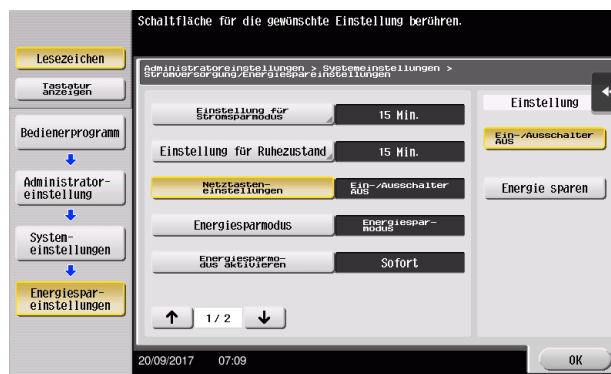 Schaltfläche für die gewünschte Einstellung berühren.
Lesezeichen
Tastatur
anzeigen
Bedienerprogramm
Administrator-
einstellung
System-
einstellungen
Energiespar-
einstellungen
Administratoreinstellungen > Systemeinstellungen >
Stromversorgung/Energiespareinstellungen
Einstellung für
Stromsparmodus
15 Min.
Einstellung für Ruhezustand
15 Min.
Netztasten-
einstellungen
Ein-/Ausschalter
AUS
Energiesparmodus
Energiespar-
modus
Energiesparmo-
dus aktivieren
Sofort
1/2
Einstellung
Ein-/Ausschalter
AUS
Energie sparen
20/09/2017 07:09
OK